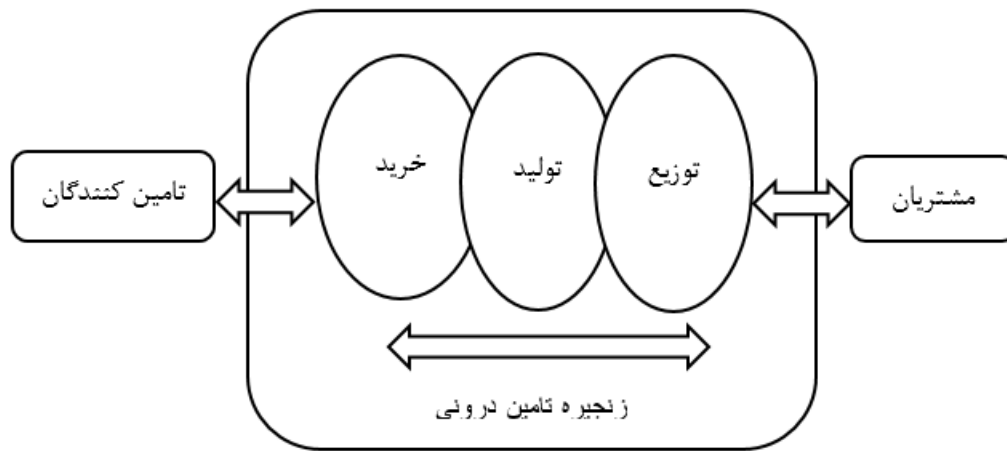 تامین کنندگان
خرید
تولید
توزیع
مشتریان
زنجیره تامین درونی